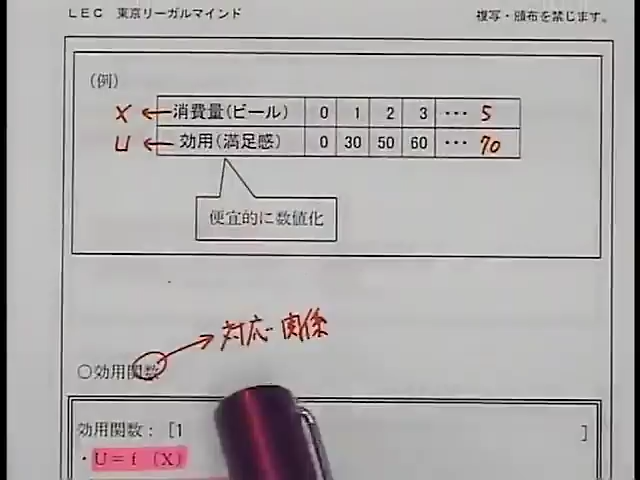 LEC 東京リーガルマインド 複写・頒布を禁じます。
(例)
X ← 消費量(ビール) 0 1 2 3 … 5
U ← 効用(満足感) 0 30 50 60 … 70
便宜的に数値化
→ 対応関係
○効用関数
効用関数:[1 ]
・U=f (X)